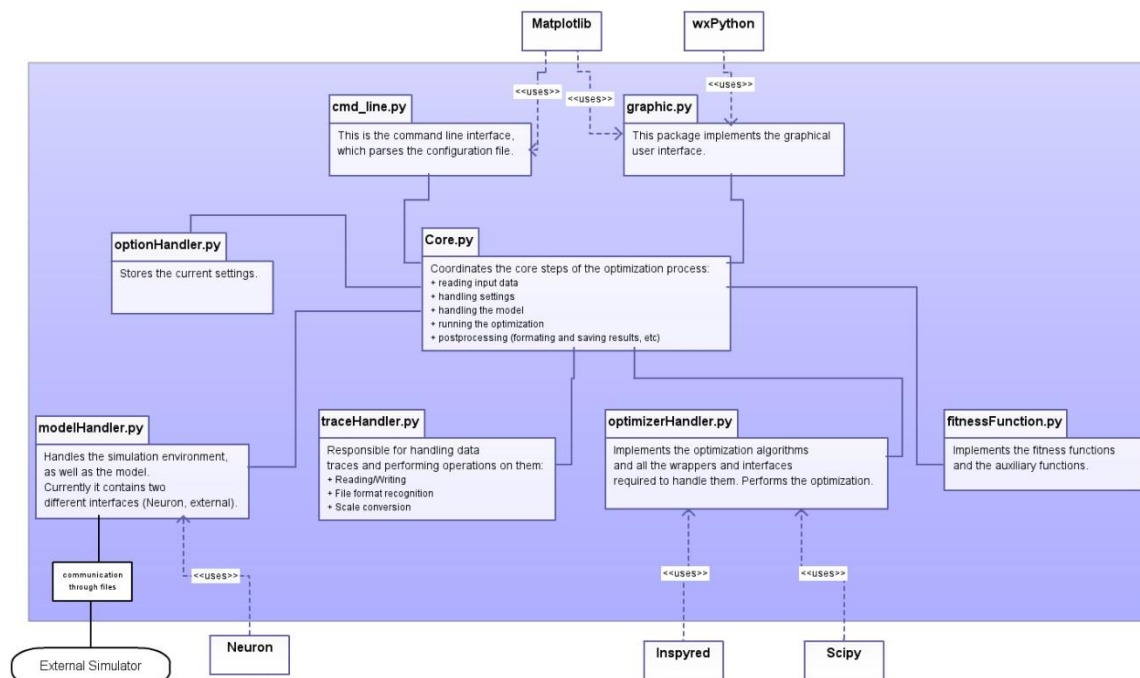 Matplotlib
wxPython
<<uses>>
<<uses>>
<<uses>>
cmd_line.py
This is the command line interface,
which parses the configuration file.
graphic.py
This package implements the graphical
user interface.
optionHandler.py
Stores the current settings.
Core.py
Coordinates the core steps of the optimization process:
+ reading input data
+ handling settings
+ handling the model
+ running the optimization
+ postprocessing (formating and saving results, etc)
modelHandler.py
Handles the simulation environment,
as well as the model.
Currently it contains two
different interfaces (Neuron, external).
traceHandler.py
Responsible for handling data
traces and performing operations on them:
+ Reading/Writing
+ File format recognition
+ Scale conversion
optimizerHandler.py
Implements the optimization algorithms
and all the wrappers and interfaces
required to handle them. Performs the optimization.
fitnessFunction.py
Implements the fitness functions
and the auxiliary functions.
communication
through files
<<uses>>
<<uses>>
<<uses>>
External Simulator
Neuron
Inspyred
Scipy